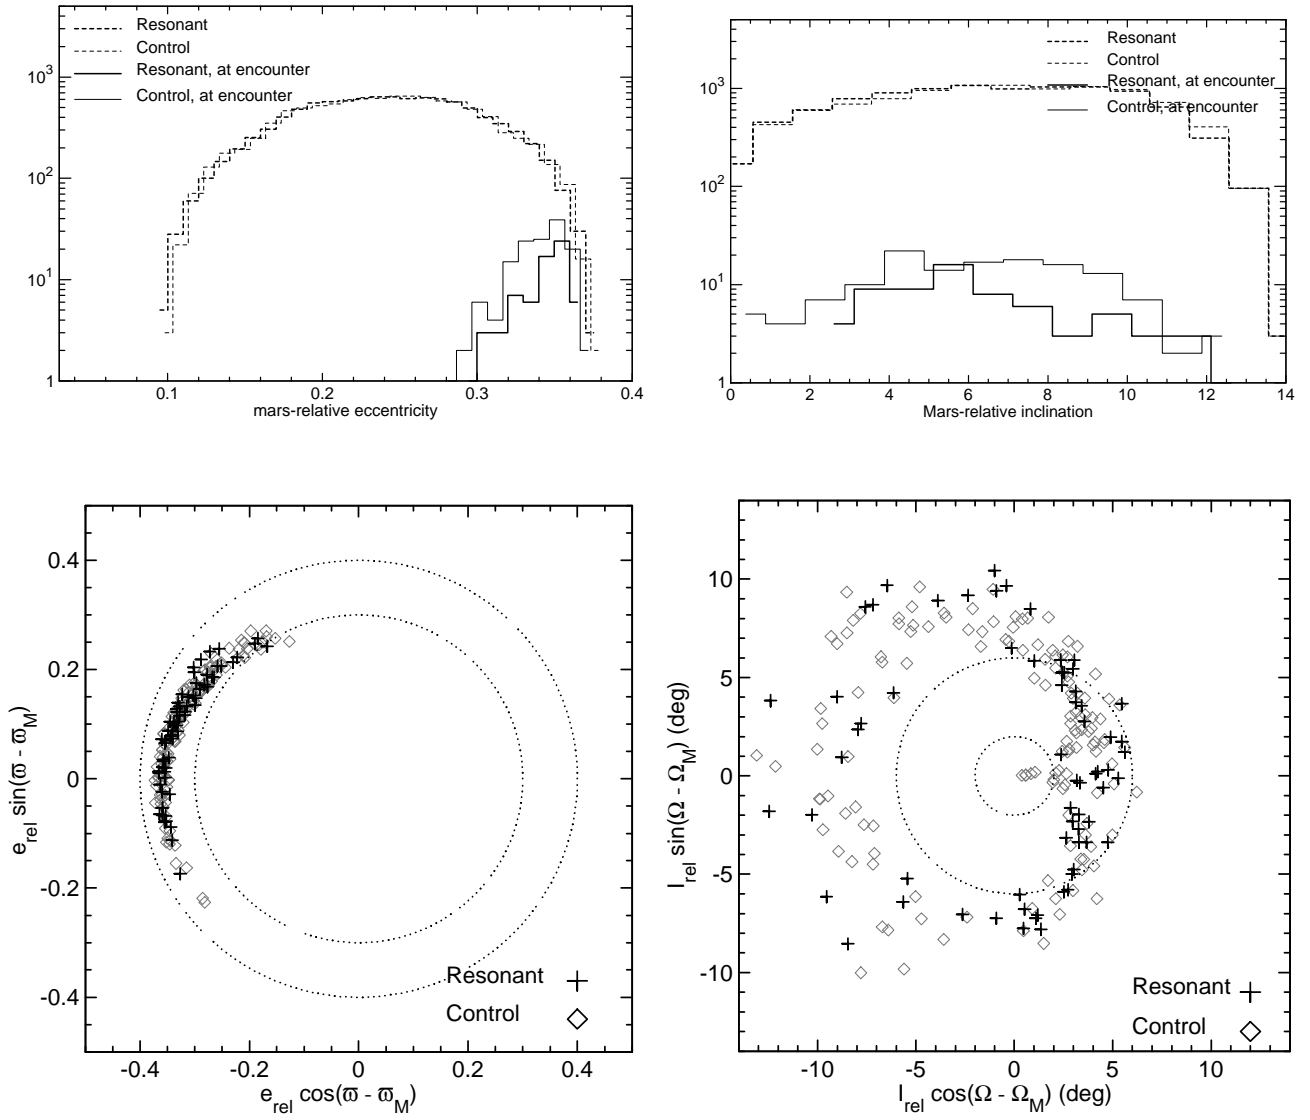 Resonant
Control
Resonant, at encounter
Control, at encounter
10³
10²
10¹
1
0.1
0.2
0.3
0.4
mars-relative eccentricity
Resonant
Control
Resonant, at encounter
Control, at encounter
10³
10²
10¹
1
0
2
4
6
8
10
12
14
Mars-relative inclination
0.4
0.2
0
-0.2
-0.4
e_rel sin(ϖ - ϖ_M)
Resonant
Control
-0.4
-0.2
0
0.2
0.4
e_rel cos(ϖ - ϖ_M)
10
5
0
-5
-10
I_rel sin(Ω - Ω_M) (deg)
Resonant
Control
-10
-5
0
5
10
I_rel cos(Ω - Ω_M) (deg)